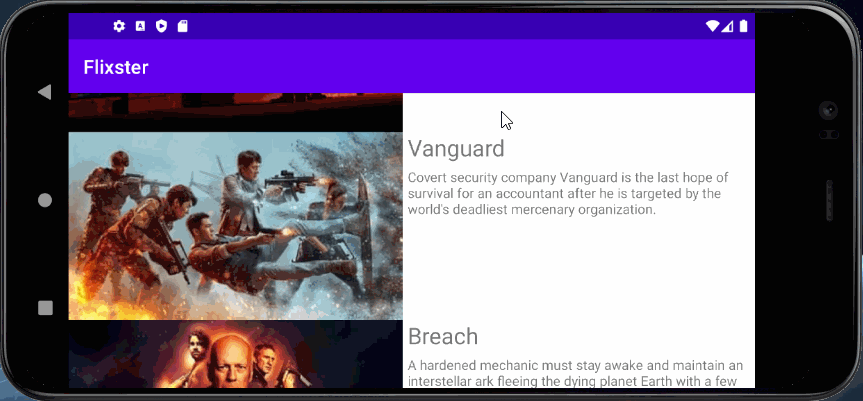 Flixster
Vanguard
Covert security company Vanguard is the last hope of
survival for an accountant after he is targeted by the
world's deadliest mercenary organization.
Breach
A hardened mechanic must stay awake and maintain an
interstellar ark fleeing the dying planet Earth with a few